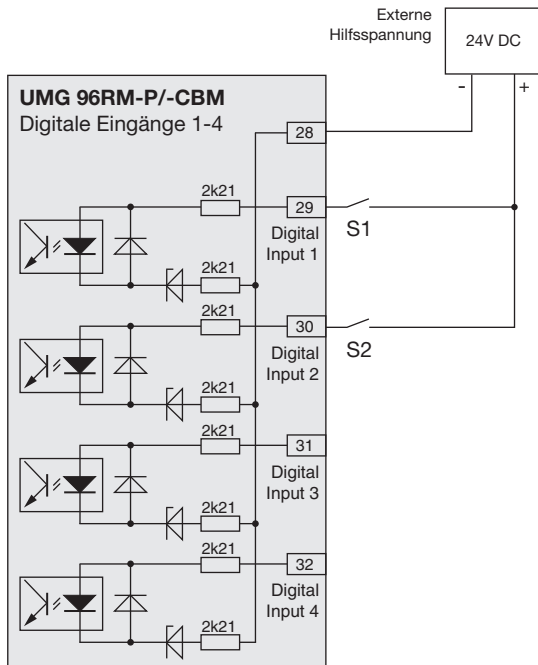 Externe
Hilfsspannung
24V DC
- +
UMG 96RM-P/-CBM
Digitale Eingänge 1-4
28
2k21
29
S1
Digital
Input 1
2k21
2k21
30
S2
Digital
Input 2
2k21
2k21
31
Digital
Input 3
2k21
2k21
32
Digital
Input 4
2k21